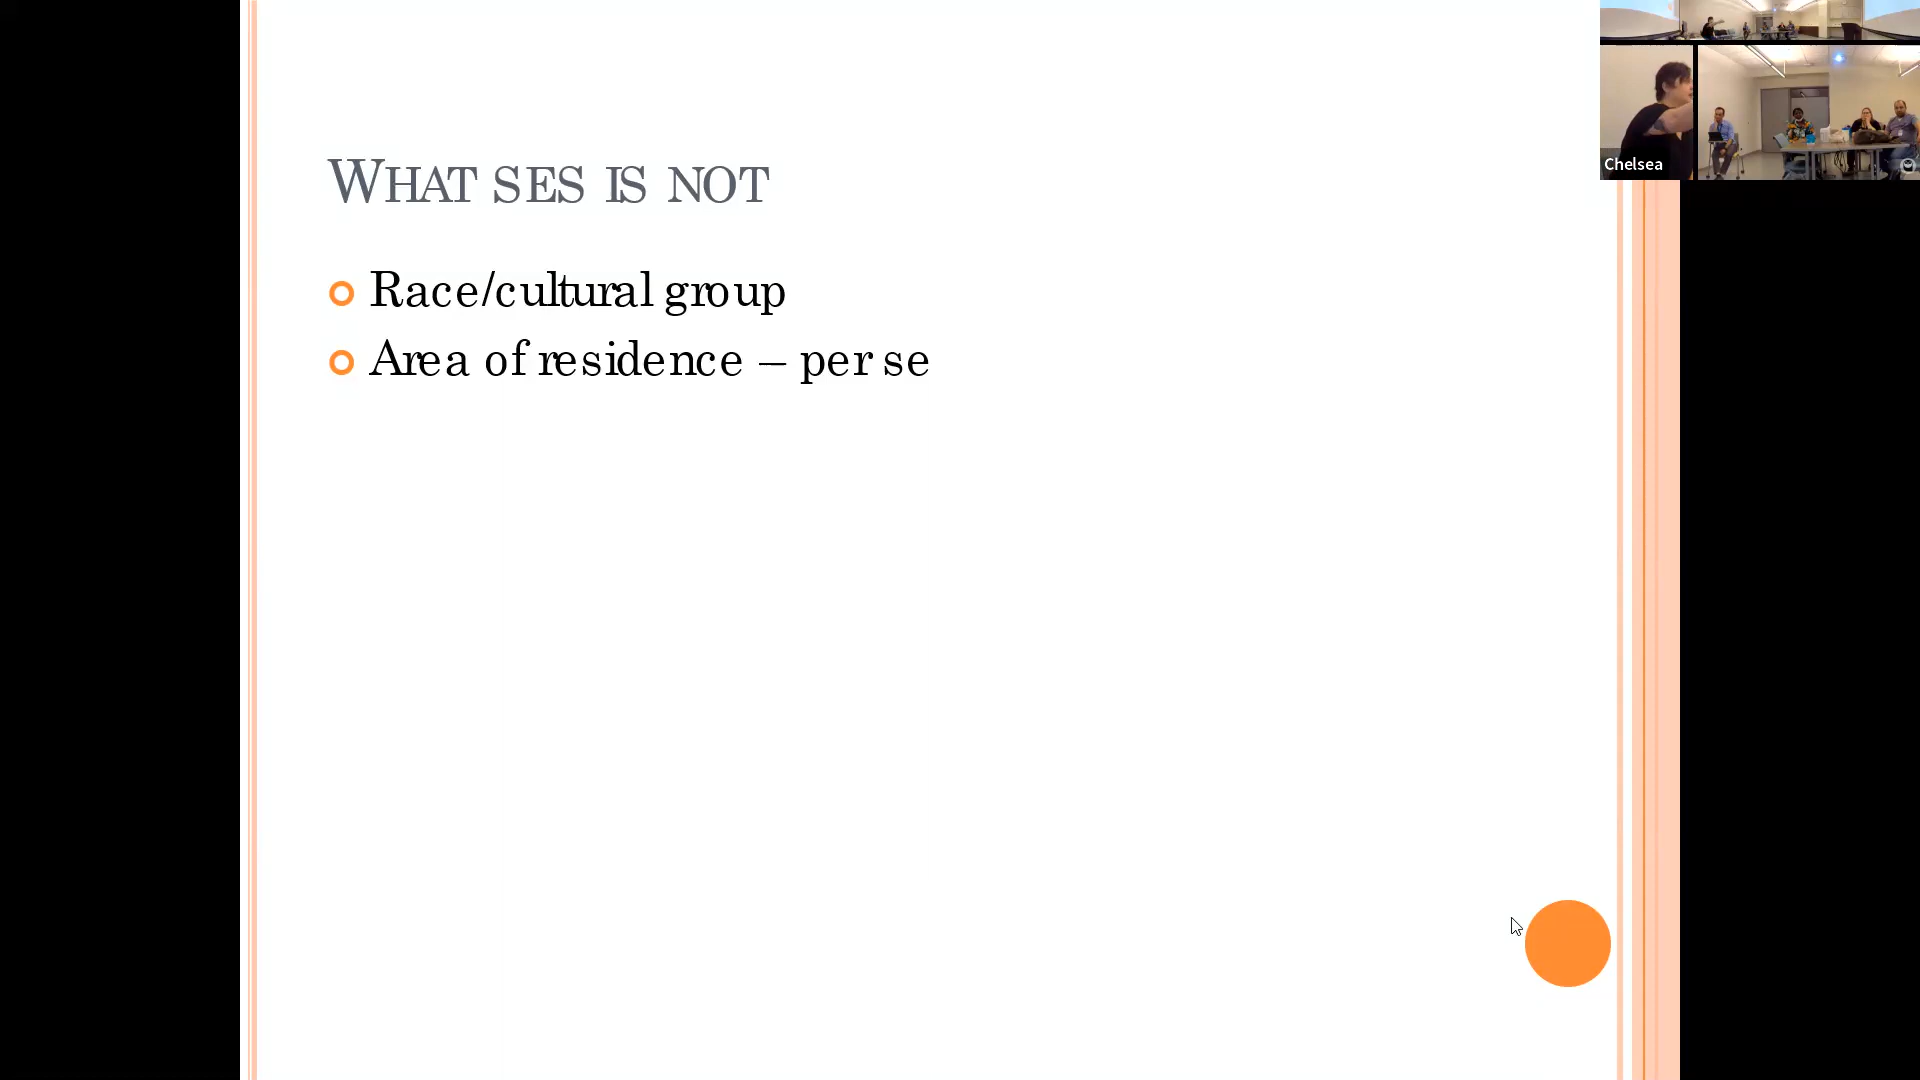 WHAT SES IS NOT
Race/cultural group
Area of residence – per se
Chelsea